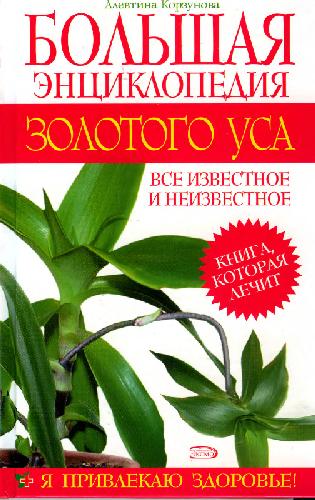 Алевтина Корзунова
БОЛЬШАЯ
ЭНЦИКЛОПЕДИЯ
ЗОЛОТОГО УСА
ВСЕ ИЗВЕСТНОЕ
И НЕИЗВЕСТНОЕ
КНИГА,
КОТОРАЯ
ЛЕЧИТ
ЭКСМО
Я ПРИВЛЕКАЮ ЗДОРОВЬЕ!